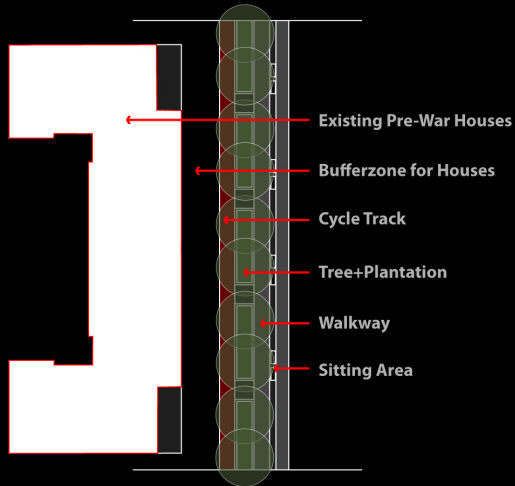 Existing Pre-War Houses
Bufferzone for Houses
Cycle Track
Tree+Plantation
Walkway
Sitting Area